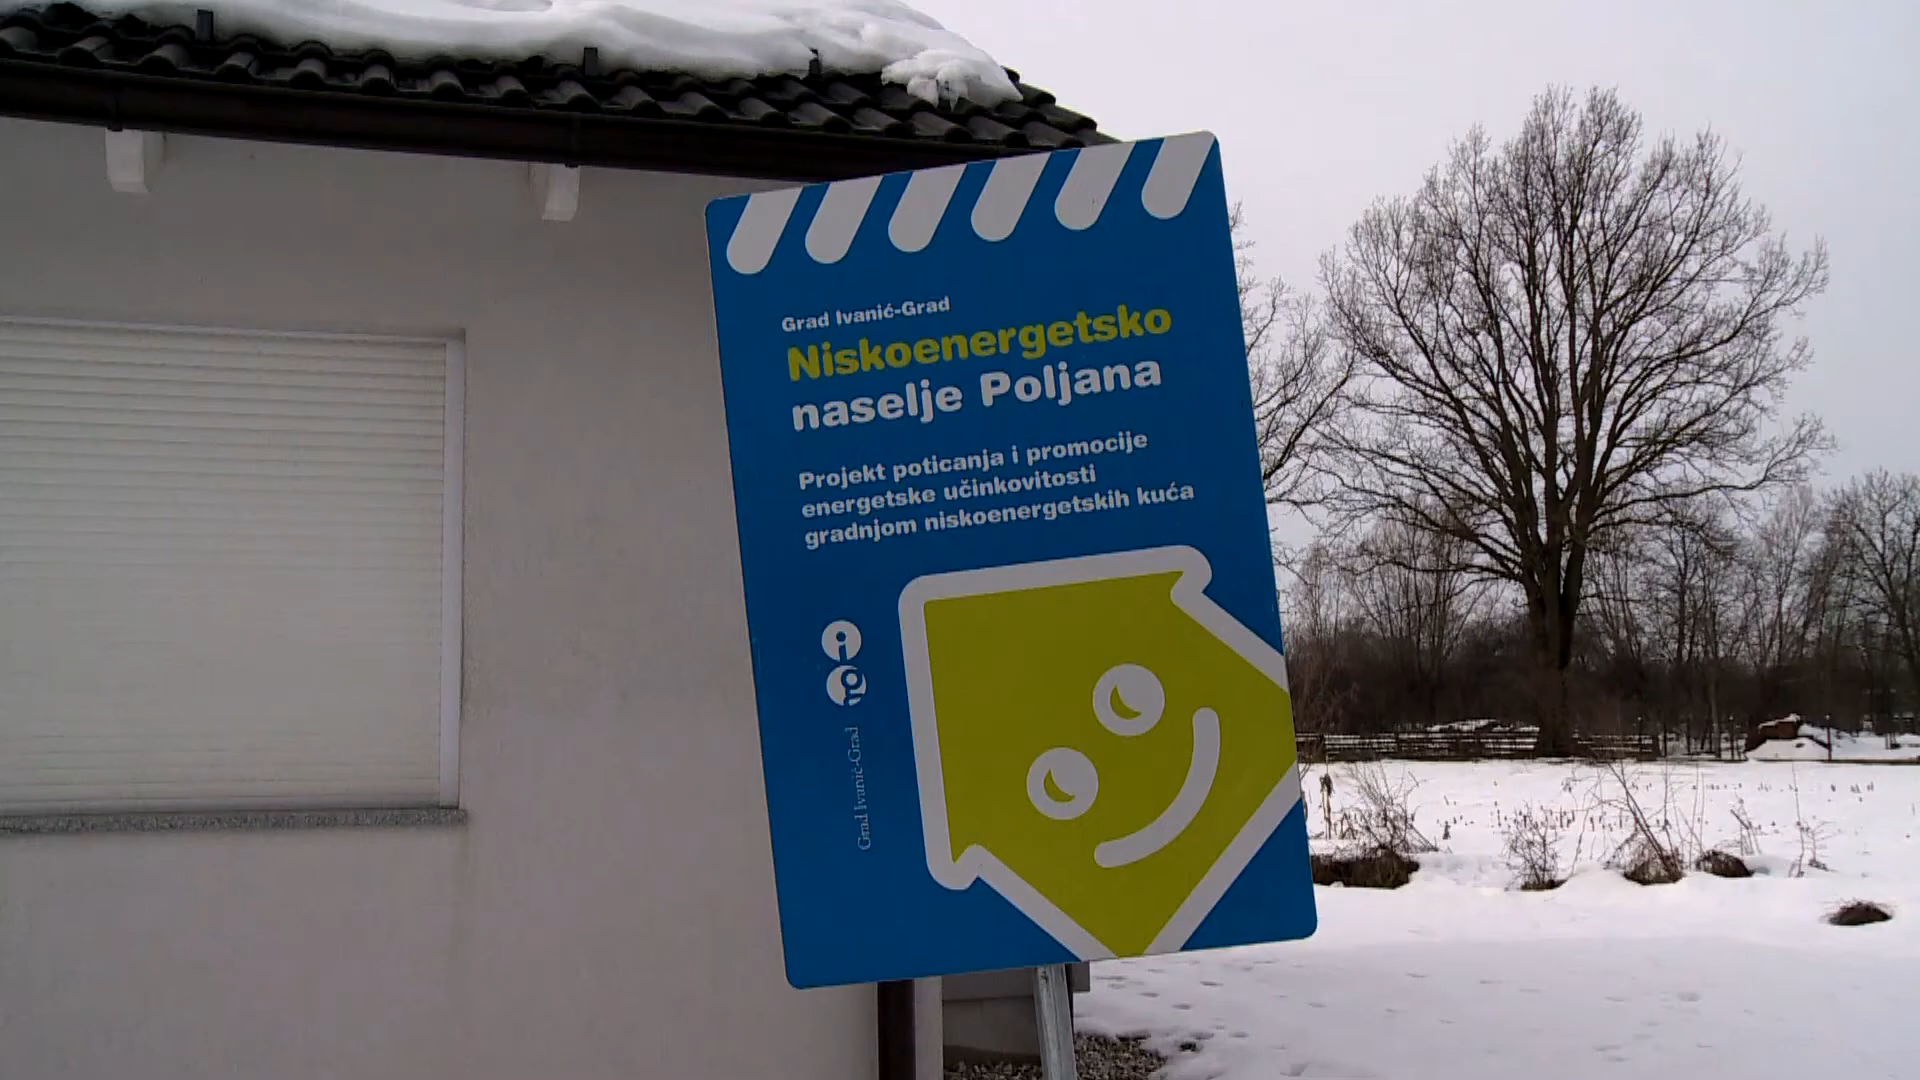 Grad Ivanić-Grad
Niskoenergetsko
naselje Poljana
Projekt poticanja i promocije
energetske učinkovitosti
gradnjom niskoenergetskih kuća
i
g
Grad Ivanić-Grad